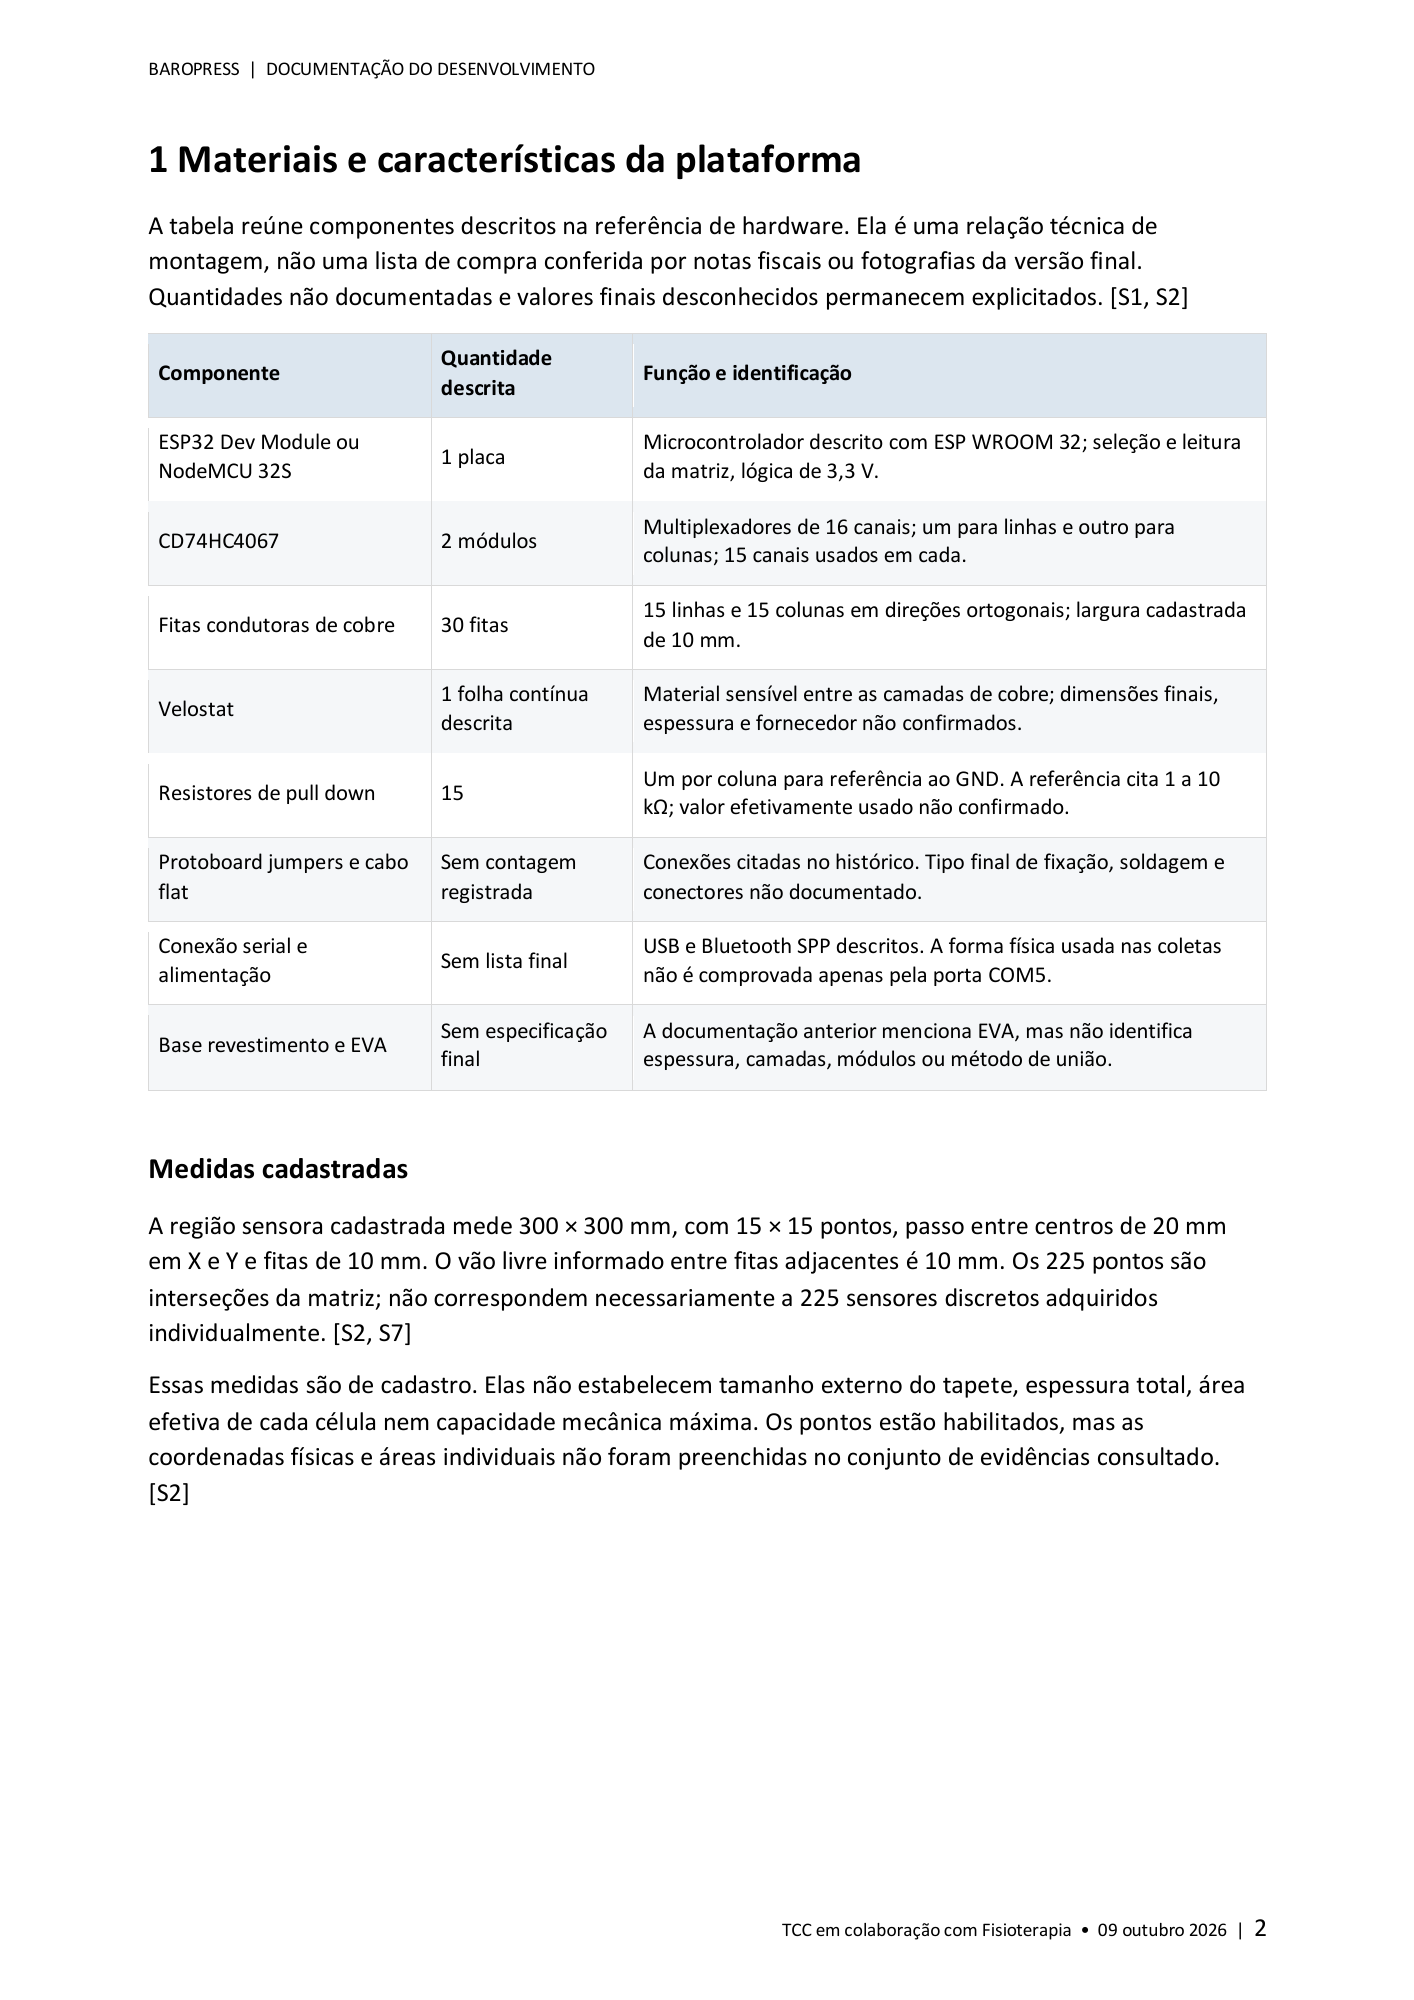 BAROPRESS | DOCUMENTAÇÃO DO DESENVOLVIMENTO
1 Materiais e características da plataforma
A tabela reúne componentes descritos na referência de hardware. Ela é uma relação técnica de
montagem, não uma lista de compra conferida por notas fiscais ou fotografias da versão final.
Quantidades não documentadas e valores finais desconhecidos permanecem explicitados. [S1, S2]
Componente
Quantidade
descrita
Função e identificação
ESP32 Dev Module ou
NodeMCU 32S
1 placa
Microcontrolador descrito com ESP WROOM 32; seleção e leitura
da matriz, lógica de 3,3 V.
CD74HC4067
2 módulos
Multiplexadores de 16 canais; um para linhas e outro para
colunas; 15 canais usados em cada.
Fitas condutoras de cobre
30 fitas
15 linhas e 15 colunas em direções ortogonais; largura cadastrada
de 10 mm.
Velostat
1 folha contínua
descrita
Material sensível entre as camadas de cobre; dimensões finais,
espessura e fornecedor não confirmados.
Resistores de pull down
15
Um por coluna para referência ao GND. A referência cita 1 a 10
kΩ; valor efetivamente usado não confirmado.
Protoboard jumpers e cabo
flat
Sem contagem
registrada
Conexões citadas no histórico. Tipo final de fixação, soldagem e
conectores não documentado.
Conexão serial e
alimentação
Sem lista final
USB e Bluetooth SPP descritos. A forma física usada nas coletas
não é comprovada apenas pela porta COM5.
Base revestimento e EVA
Sem especificação
final
A documentação anterior menciona EVA, mas não identifica
espessura, camadas, módulos ou método de união.
Medidas cadastradas
A região sensora cadastrada mede 300 × 300 mm, com 15 × 15 pontos, passo entre centros de 20 mm
em X e Y e fitas de 10 mm. O vão livre informado entre fitas adjacentes é 10 mm. Os 225 pontos são
interseções da matriz; não correspondem necessariamente a 225 sensores discretos adquiridos
individualmente. [S2, S7]
Essas medidas são de cadastro. Elas não estabelecem tamanho externo do tapete, espessura total, área
efetiva de cada célula nem capacidade mecânica máxima. Os pontos estão habilitados, mas as
coordenadas físicas e áreas individuais não foram preenchidas no conjunto de evidências consultado.
[S2]
TCC em colaboração com Fisioterapia • 09 outubro 2026 | 2